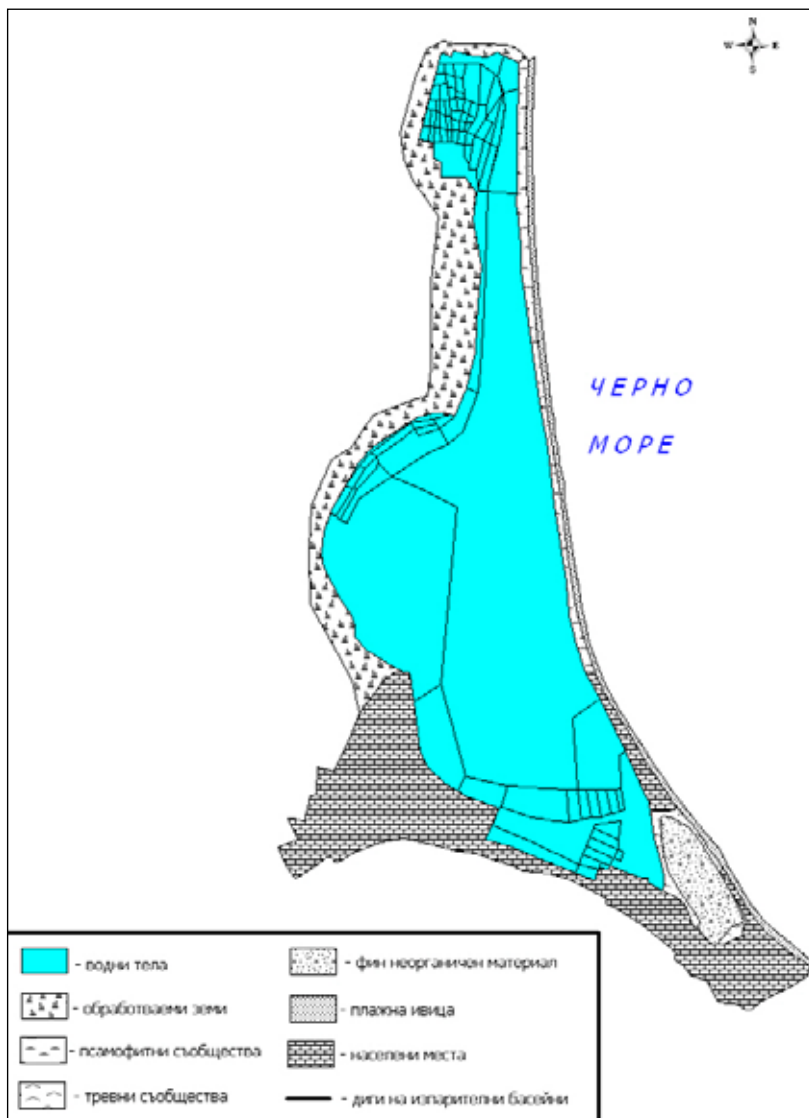 N
W E
S
ЧЕРНО
МОРЕ
- водни тела
- обработваеми земи
- псамофитни съобщества
- тревни съобщества
- фин неорганичен материал
- плажна ивица
- населени места
- диги на изпарителни басейни